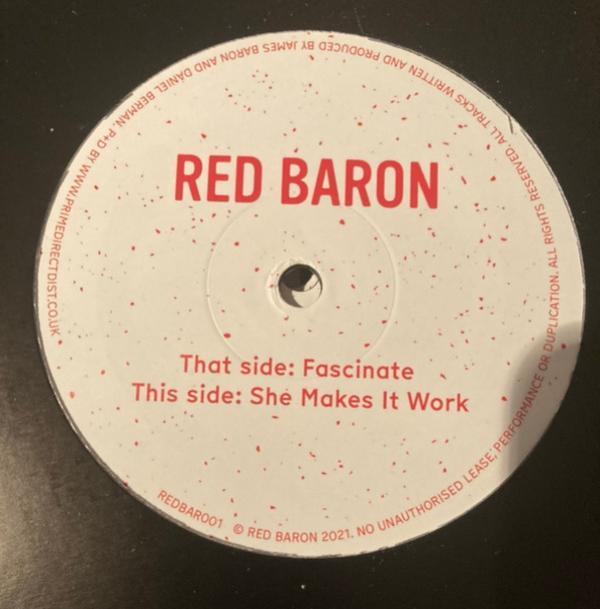 RED BARON
That side: Fascinate
This side: She Makes It Work
REDBAR001 © RED BARON 2021. NO UNAUTHORISED LEASE, PERFORMANCE OR DUPLICATION. ALL RIGHTS RESERVED. ALL TRACKS WRITTEN AND PRODUCED BY JAMES BARON AND DANIEL BERMAN. P+D BY WWW.PRIMEDIRECTDIST.CO.UK